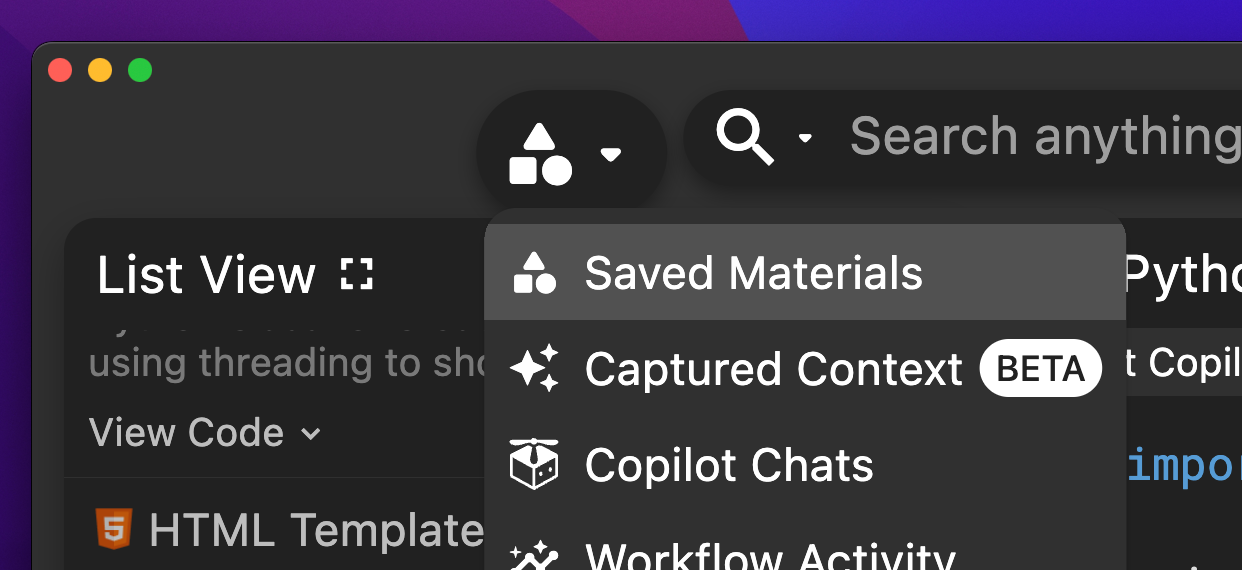 Search anything
List View
Saved Materials
Captured Context BETA
Copilot Chats
Workflow Activity
using threading to sho
View Code
5 HTML Template
Pytho
t Copil
impor